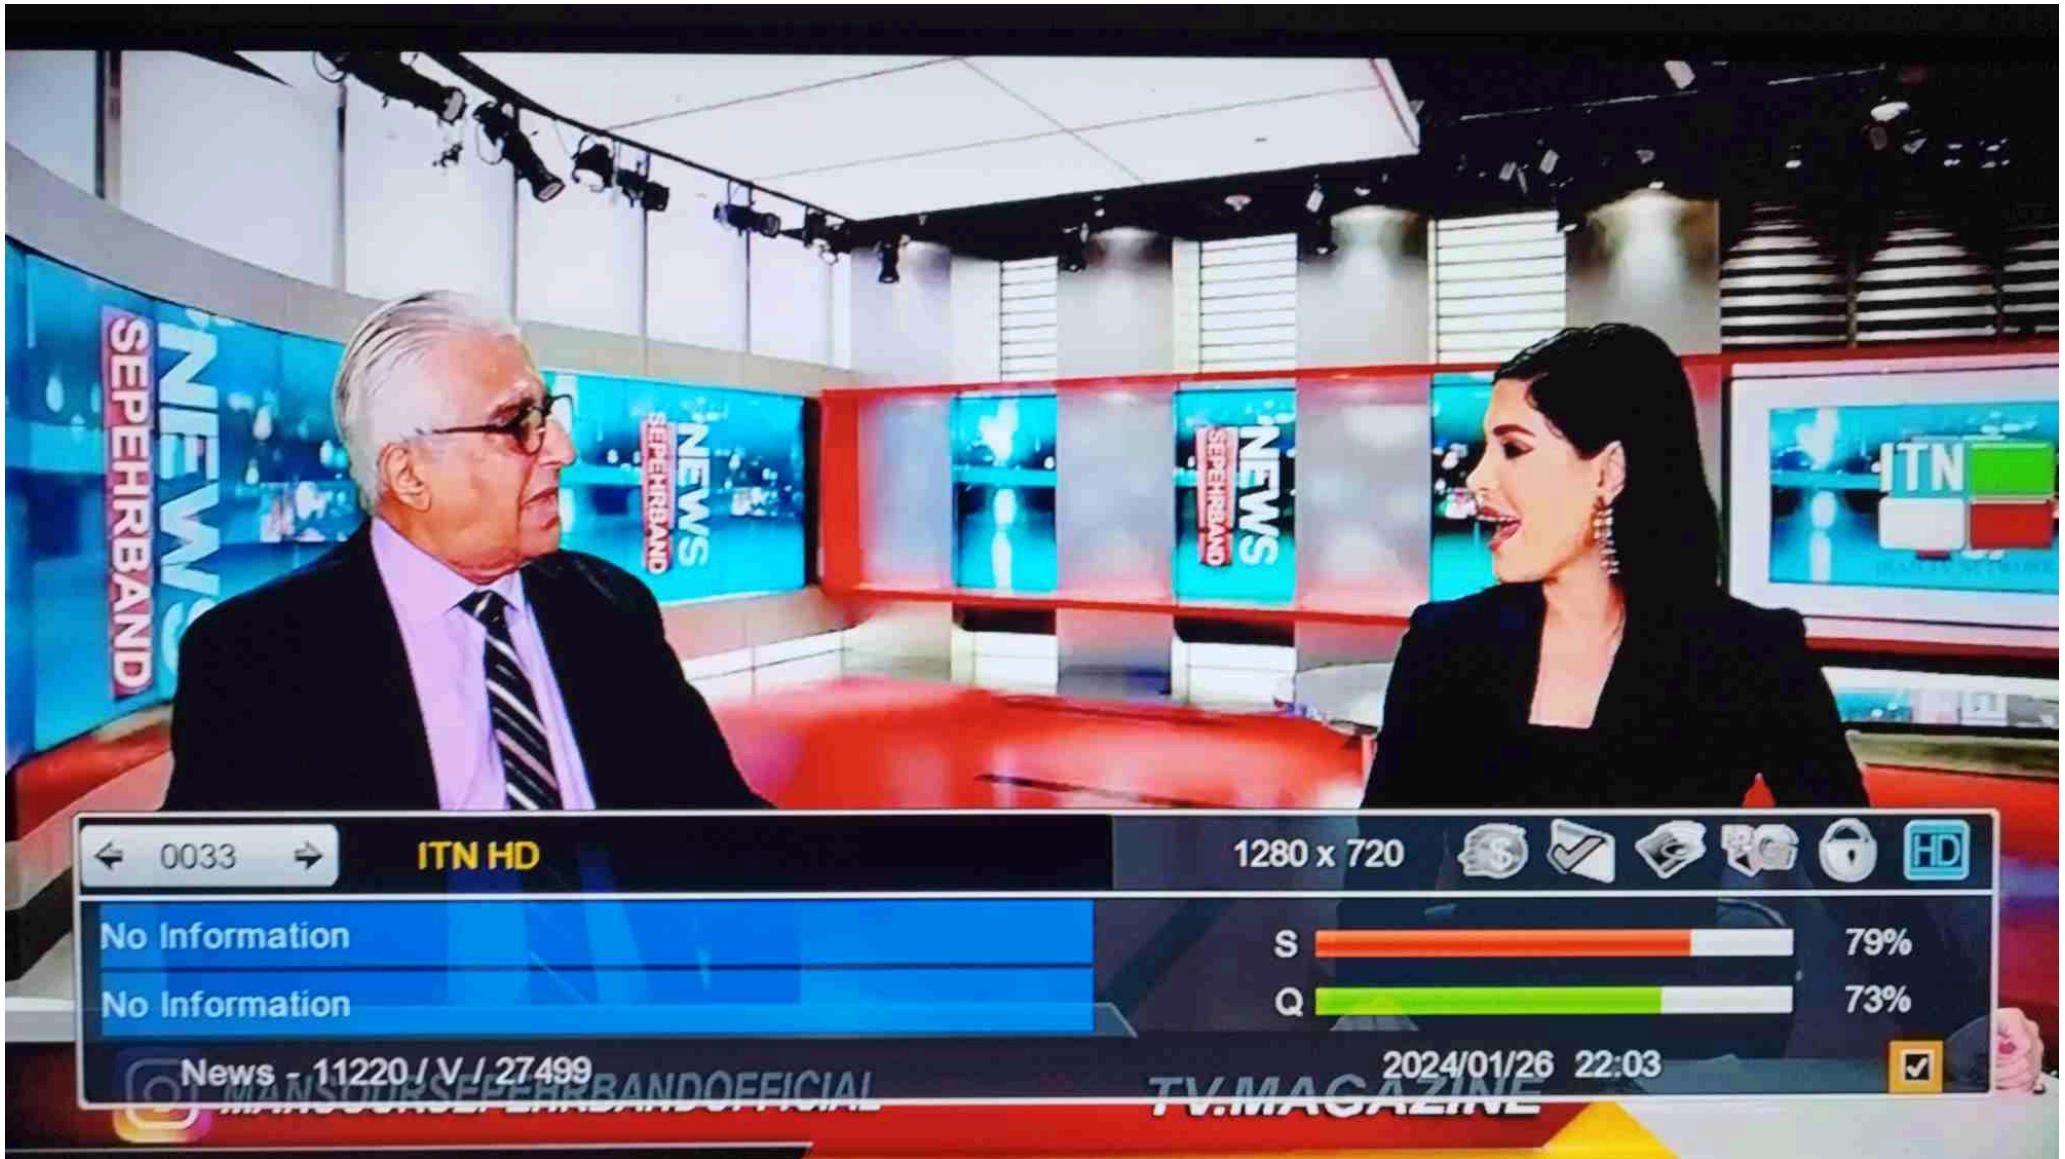 NEWS
SEPEHRBAND
NEWS
SEPEHRBAND
NEWS
SEPEHRBAND
ITN
0033
ITN HD
1280 x 720
HD
No Information
S
79%
No Information
Q
73%
News - 11220 / V / 27499
2024/01/26 22:03
MANSOURSEPEHRBANDOFFICIAL
TV.MAGAZINE